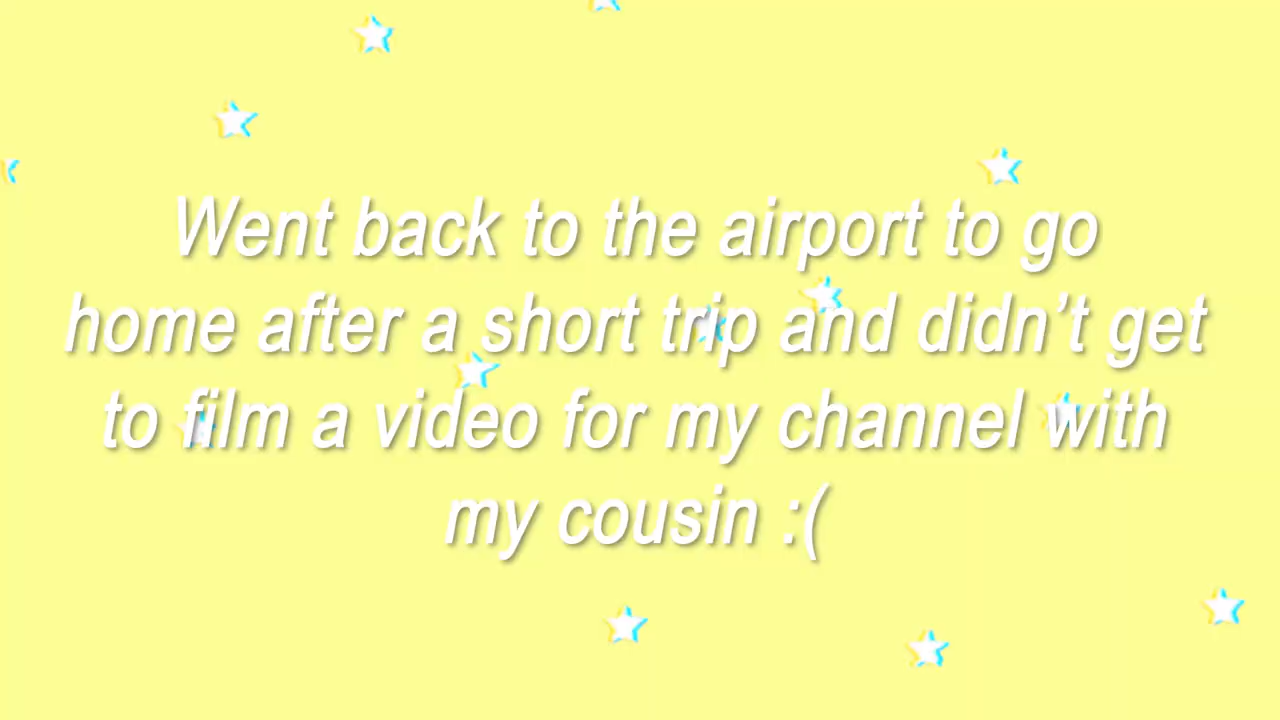 Went back to the airport to go
home after a short trip and didn’t get
to film a video for my channel with
my cousin :(